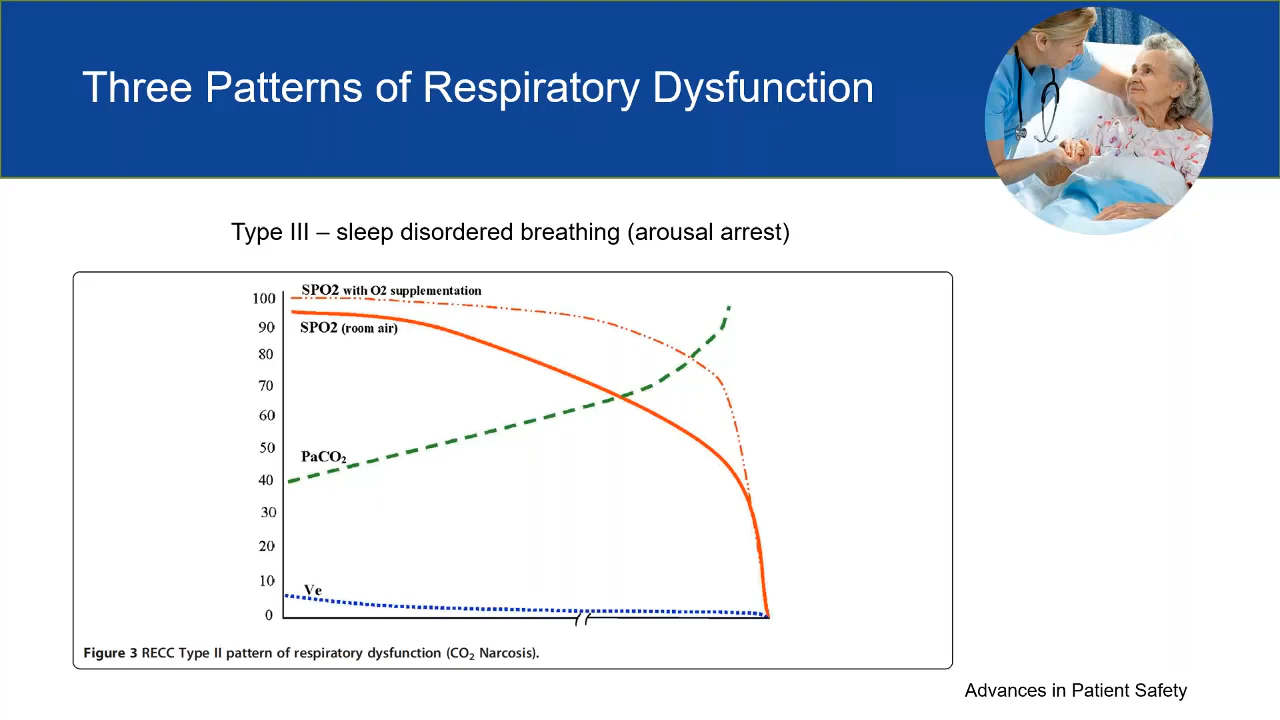 Three Patterns of Respiratory Dysfunction
Type III – sleep disordered breathing (arousal arrest)
SPO2 with O2 supplementation
100
SPO2 (room air)
90
80
70
60
50
PaCO₂
40
30
20
10
Ve
0
Figure 3 RECC Type II pattern of respiratory dysfunction (CO₂ Narcosis).
Advances in Patient Safety